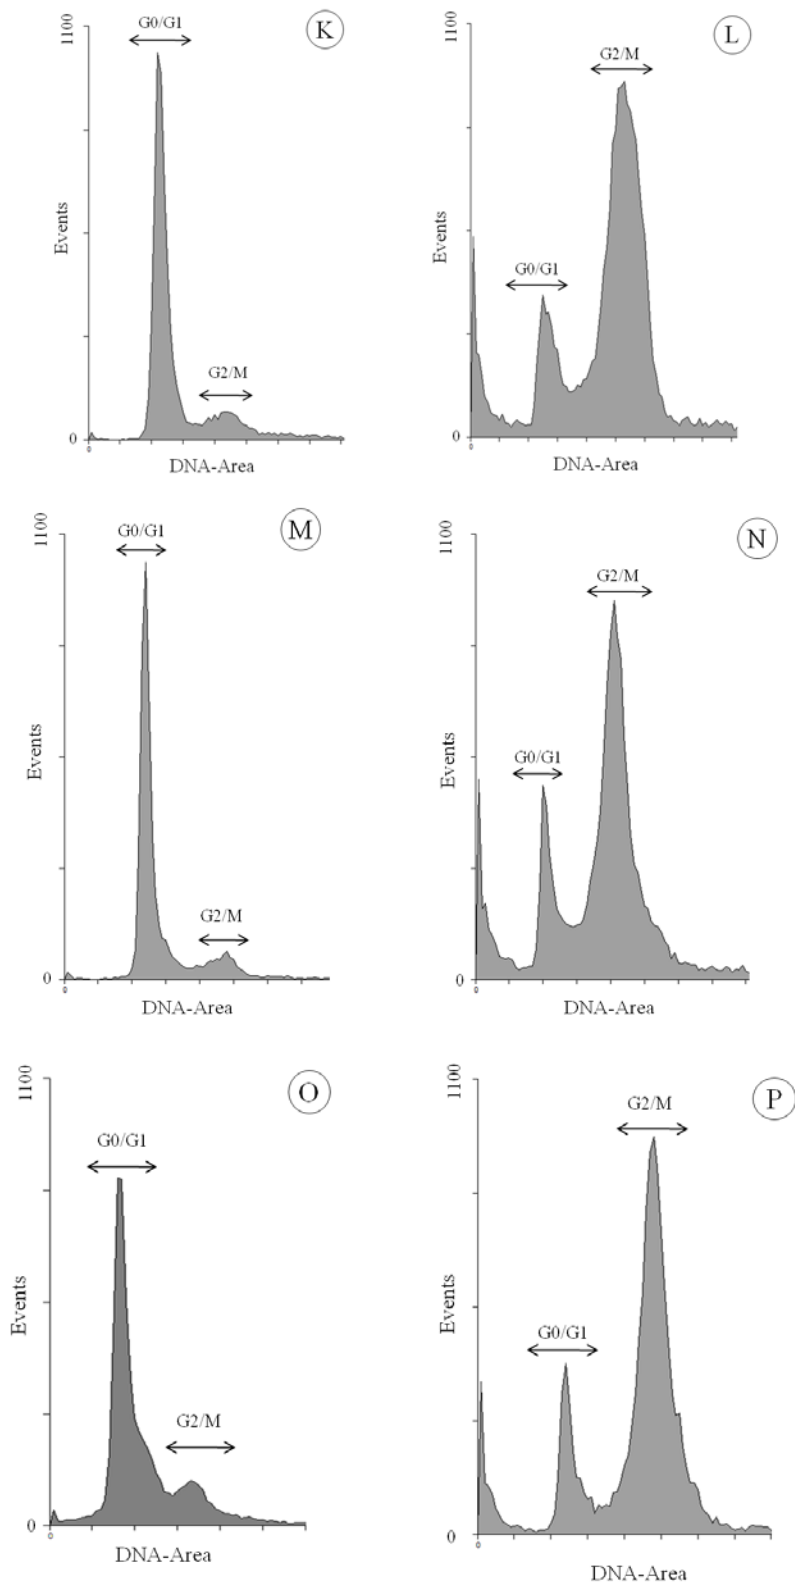 G0/G1
K
1100
Events
G2/M
0
0
DNA-Area
L
G2/M
1100
Events
G0/G1
0
0
DNA-Area
G0/G1
M
1100
Events
G2/M
0
0
DNA-Area
N
1100
G2/M
Events
G0/G1
0
0
DNA-Area
1100
O
G0/G1
Events
G2/M
0
0
DNA-Area
1100
P
G2/M
Events
G0/G1
0
0
DNA-Area